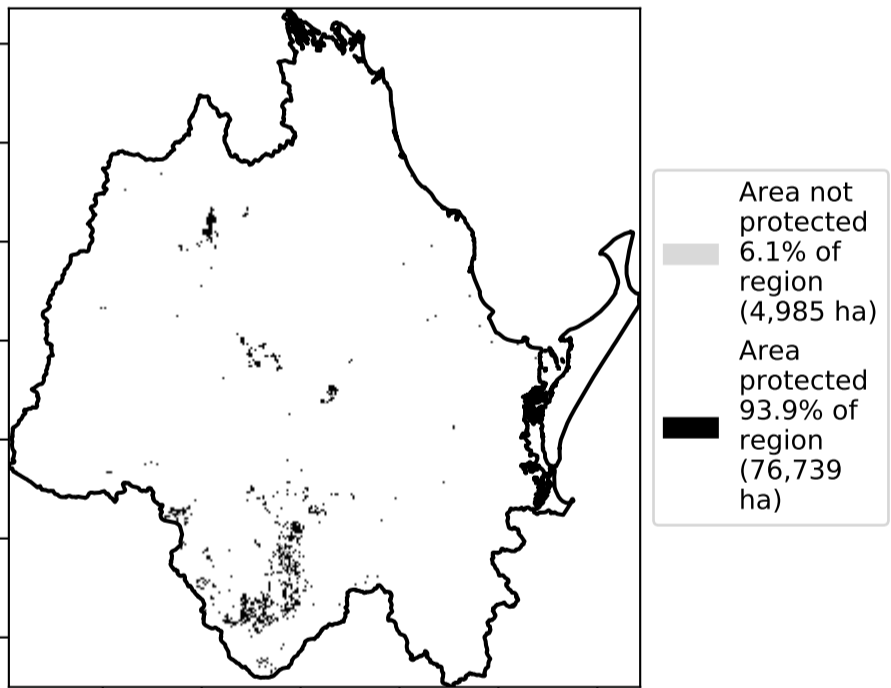 Area not
protected
6.1% of
region
(4,985 ha)
Area
protected
93.9% of
region
(76,739
ha)